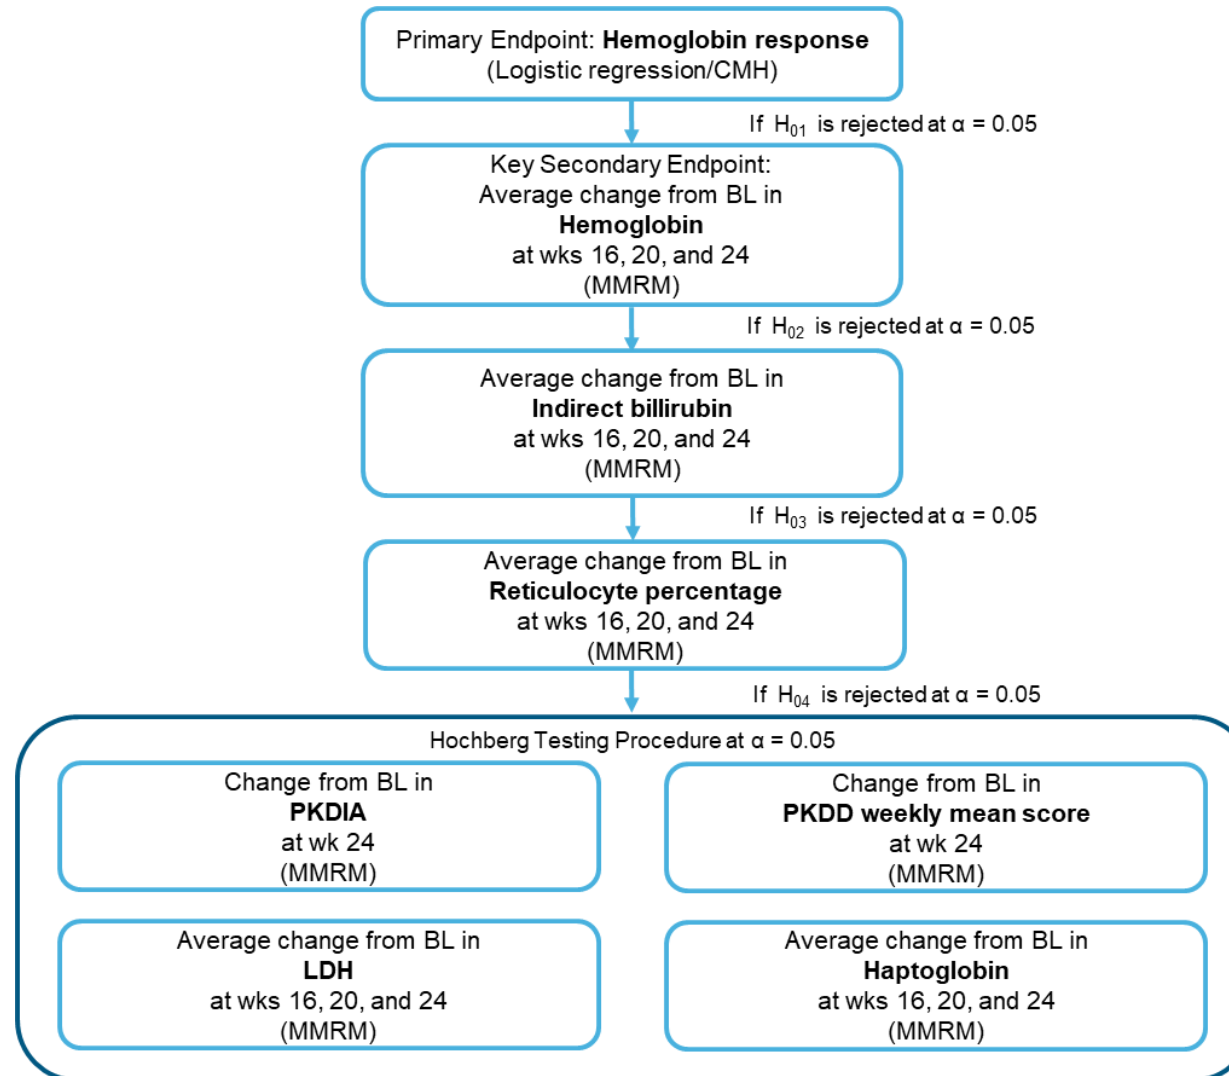 Primary Endpoint: Hemoglobin response
(Logistic regression/CMH)
If H₀₁ is rejected at α = 0.05
Key Secondary Endpoint:
Average change from BL in
Hemoglobin
at wks 16, 20, and 24
(MMRM)
If H₀₂ is rejected at α = 0.05
Average change from BL in
Indirect billirubin
at wks 16, 20, and 24
(MMRM)
If H₀₃ is rejected at α = 0.05
Average change from BL in
Reticulocyte percentage
at wks 16, 20, and 24
(MMRM)
If H₀₄ is rejected at α = 0.05
Hochberg Testing Procedure at α = 0.05
Change from BL in
PKDIA
at wk 24
(MMRM)
Change from BL in
PKDD weekly mean score
at wk 24
(MMRM)
Average change from BL in
LDH
at wks 16, 20, and 24
(MMRM)
Average change from BL in
Haptoglobin
at wks 16, 20, and 24
(MMRM)